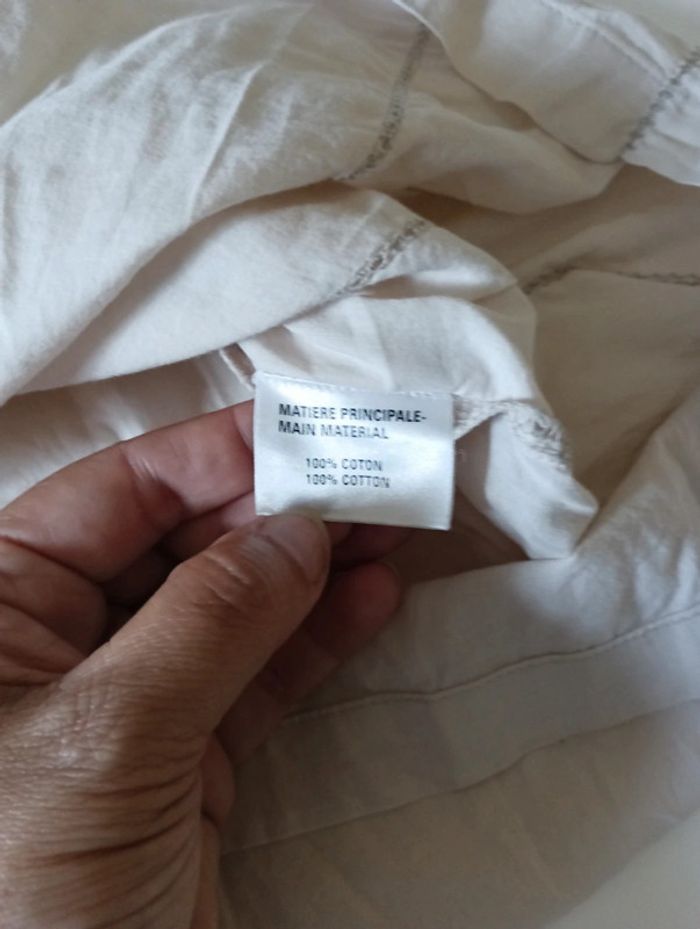 MATIERE PRINCIPALE-
MAIN MATERIAL
100% COTON
100% COTTON